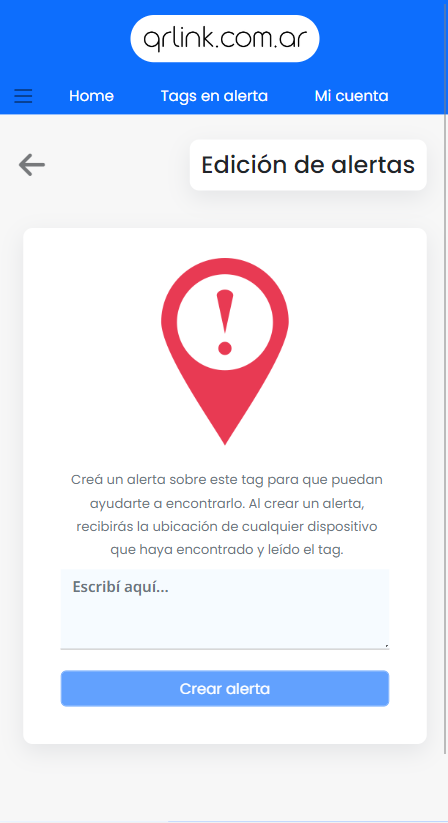 qrlink.com.ar
Home Tags en alerta Mi cuenta
Edición de alertas
!
Creá un alerta sobre este tag para que puedan
ayudarte a encontrarlo. Al crear un alerta,
recibirás la ubicación de cualquier dispositivo
que haya encontrado y leído el tag.
Escribí aquí...
Crear alerta